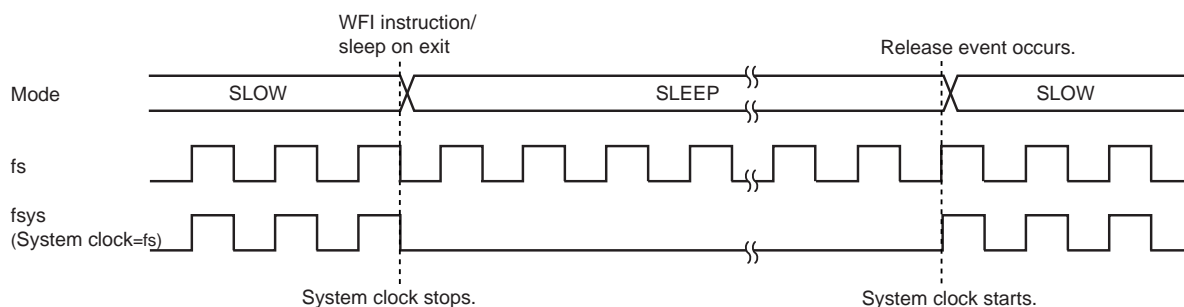 WFI instruction/
sleep on exit
Release event occurs.
Mode
SLOW
SLEEP
SLOW
fs
fsys
(System clock=fs)
System clock stops.
System clock starts.